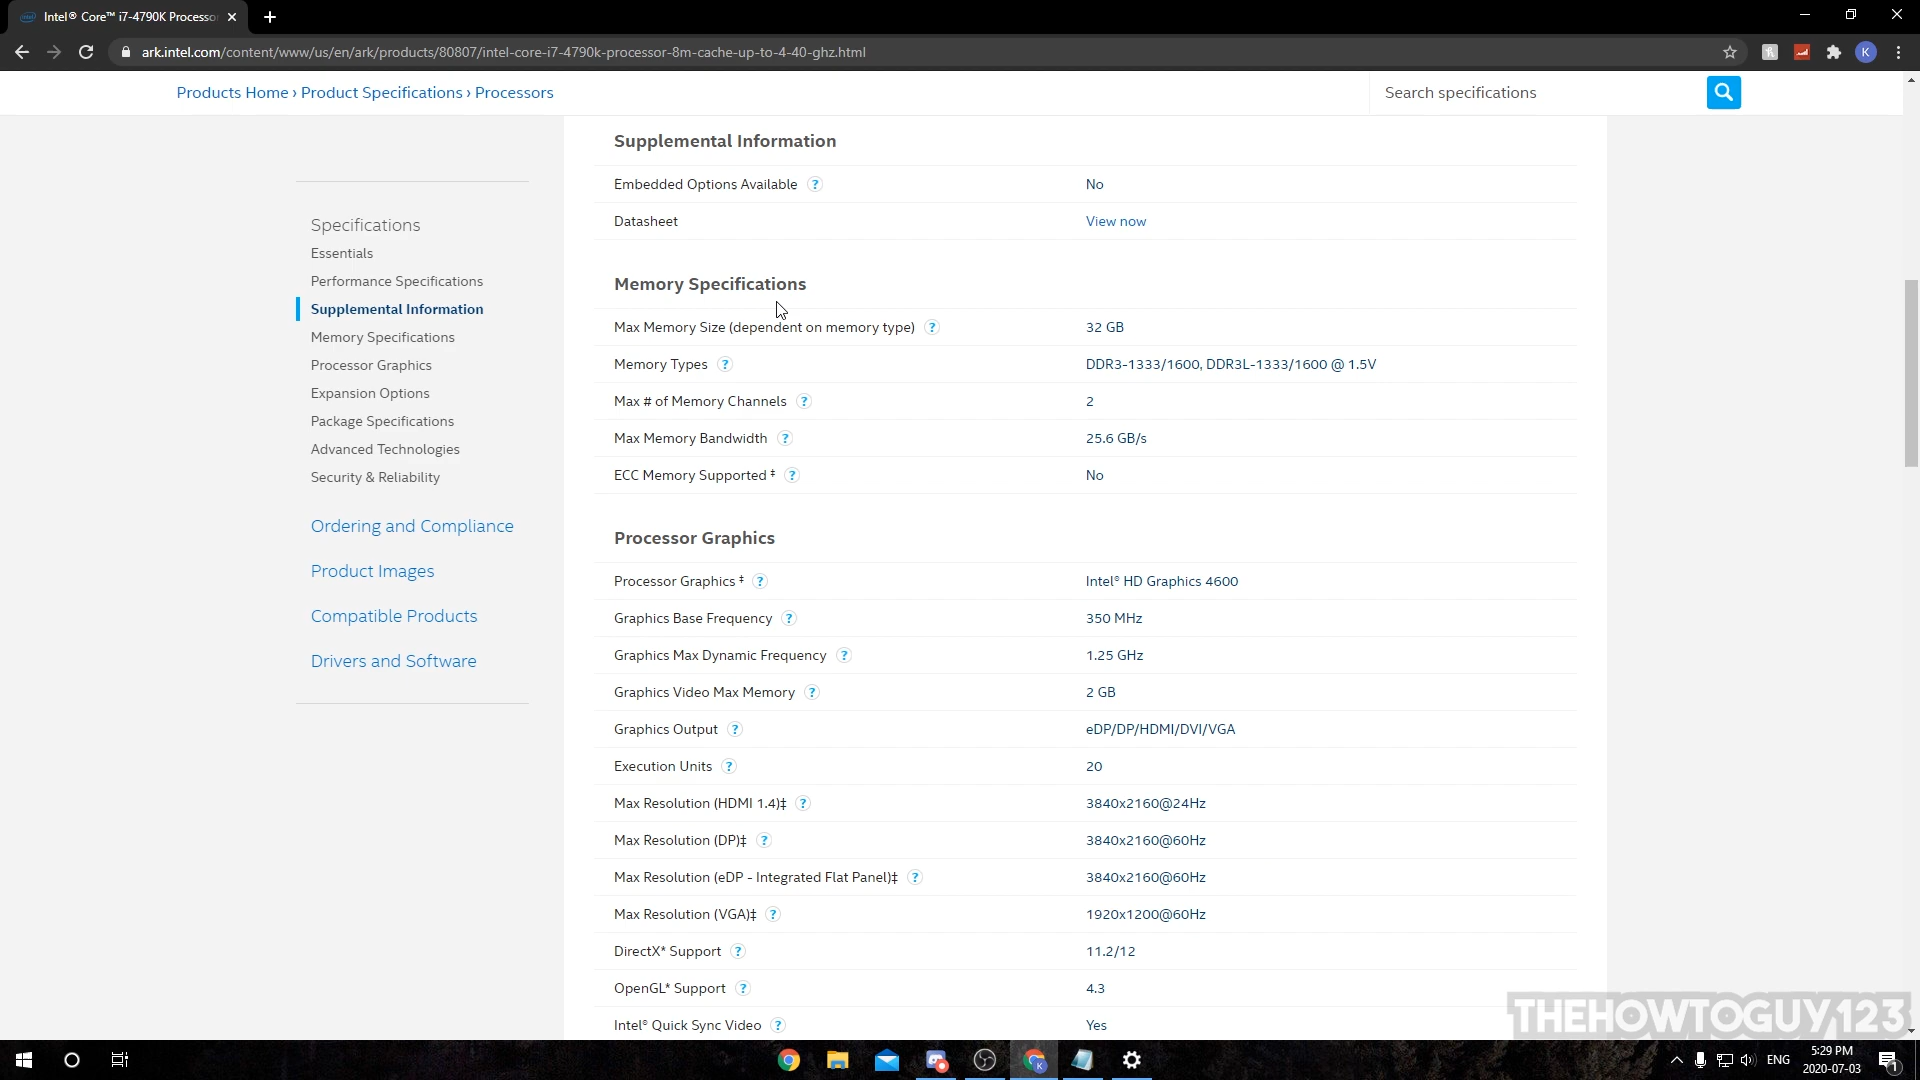 Intel® Core™ i7-4790K Processor
ark.intel.com/content/www/us/en/ark/products/80807/intel-core-i7-4790k-processor-8m-cache-up-to-4-40-ghz.html
K
Products Home › Product Specifications › Processors
Search specifications
Specifications
Essentials
Performance Specifications
Supplemental Information
Memory Specifications
Processor Graphics
Expansion Options
Package Specifications
Advanced Technologies
Security & Reliability
Ordering and Compliance
Product Images
Compatible Products
Drivers and Software
Supplemental Information
Embedded Options Available ? No
Datasheet View now
Memory Specifications
Max Memory Size (dependent on memory type) ? 32 GB
Memory Types ? DDR3-1333/1600, DDR3L-1333/1600 @ 1.5V
Max # of Memory Channels ? 2
Max Memory Bandwidth ? 25.6 GB/s
ECC Memory Supported ‡ ? No
Processor Graphics
Processor Graphics ‡ ? Intel® HD Graphics 4600
Graphics Base Frequency ? 350 MHz
Graphics Max Dynamic Frequency ? 1.25 GHz
Graphics Video Max Memory ? 2 GB
Graphics Output ? eDP/DP/HDMI/DVI/VGA
Execution Units ? 20
Max Resolution (HDMI 1.4)‡ ? 3840x2160@24Hz
Max Resolution (DP)‡ ? 3840x2160@60Hz
Max Resolution (eDP - Integrated Flat Panel)‡ ? 3840x2160@60Hz
Max Resolution (VGA)‡ ? 1920x1200@60Hz
DirectX* Support ? 11.2/12
OpenGL* Support ? 4.3
Intel® Quick Sync Video ? Yes
THEHOWTOGUY123
K
ENG
5:29 PM
2020-07-03
1